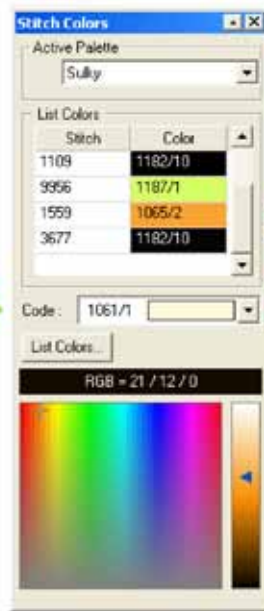 Stitch Colors
Active Palette
Sulky
List Colors
Stitch Color
1109 1182/10
9956 1187/1
1559 1065/2
3677 1182/10
Code : 1061/1
List Colors...
RGB = 21 / 12 / 0